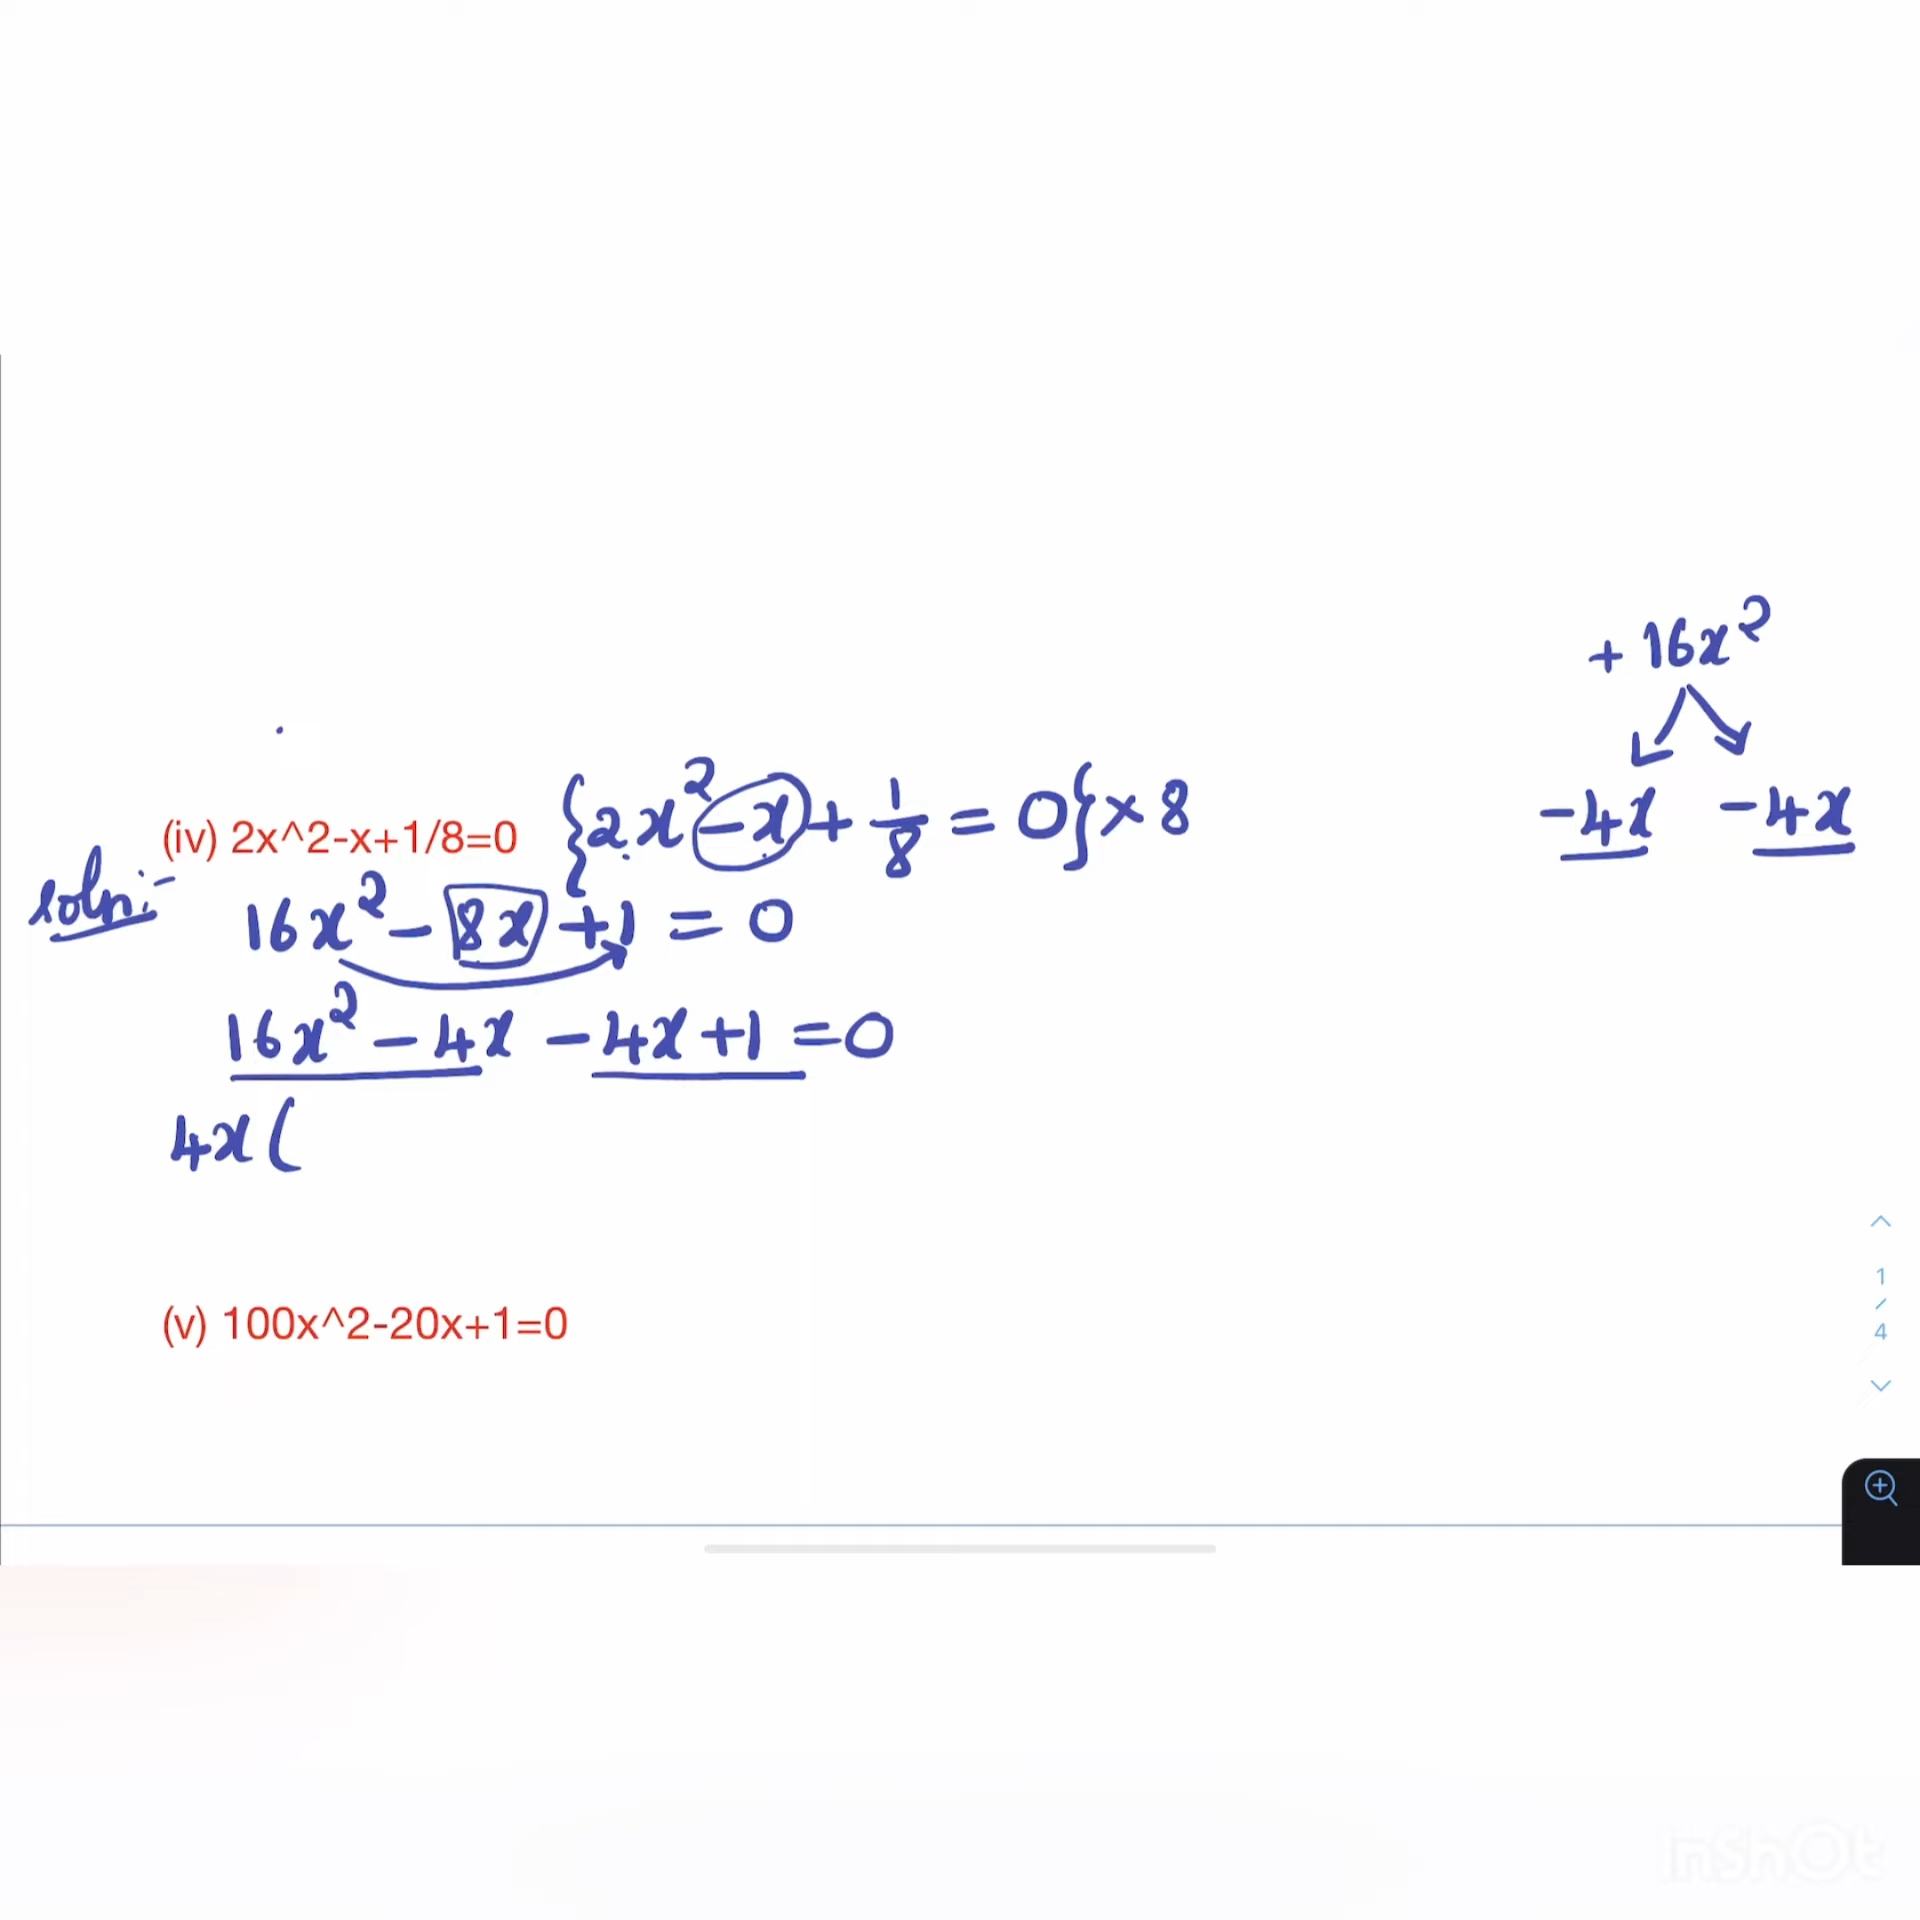 +16x²
-4x -4x
(iv) 2x^2-x+1/8=0 {2x²-x+1/8=0}×8
soln:-
16x²-8x+1=0
16x²-4x-4x+1=0
4x(
(v) 100x^2-20x+1=0
1
/
4
InShOt